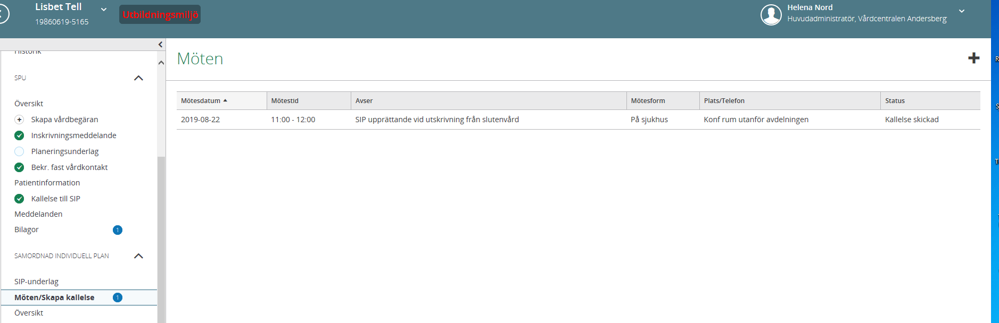 Lisbet Tell
19860619-5165
Utbildningsmiljö
Helena Nord
Huvudadministratör, Vårdcentralen Andersberg
Historik
SPU
Översikt
Skapa vårdbegäran
Inskrivningsmeddelande
Planeringsunderlag
Bekr. fast vårdkontakt
Patientinformation
Kallelse till SIP
Meddelanden
Bilagor 1
SAMORDNAD INDIVIDUELL PLAN
SIP-underlag
Möten/Skapa kallelse 1
Översikt
Möten
Mötesdatum Mötestid Avser Mötesform Plats/Telefon Status
2019-08-22 11:00 - 12:00 SIP upprättande vid utskrivning från slutenvård På sjukhus Konf rum utanför avdelningen Kallelse skickad